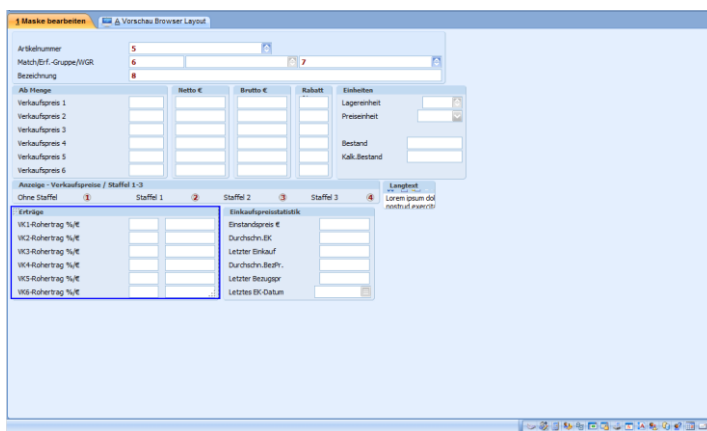 1 Maske bearbeiten A Vorschau Browser Layout
Artikelnummer 5
Match/Erf.-Gruppe/WGR 6 7
Bezeichnung 8
Ab Menge Netto € Brutto € Rabatt Einheiten
Verkaufspreis 1 Lagereinheit
Verkaufspreis 2 Preiseinheit
Verkaufspreis 3
Verkaufspreis 4 Bestand
Verkaufspreis 5 Kalk.Bestand
Verkaufspreis 6
Anzeige - Verkaufspreise / Staffel 1-3 Langtext
Ohne Staffel 1 Staffel 1 2 Staffel 2 3 Staffel 3 4 Lorem ipsum dol
nostrud exercit
Erträge Einkaufspreisstatistik
VK1-Rohertrag %/€ Einstandspreis €
VK2-Rohertrag %/€ Durchschn.EK
VK3-Rohertrag %/€ Letzter Einkauf
VK4-Rohertrag %/€ Durchschn.BezPr.
VK5-Rohertrag %/€ Letzter Bezugspr
VK6-Rohertrag %/€ Letztes EK-Datum